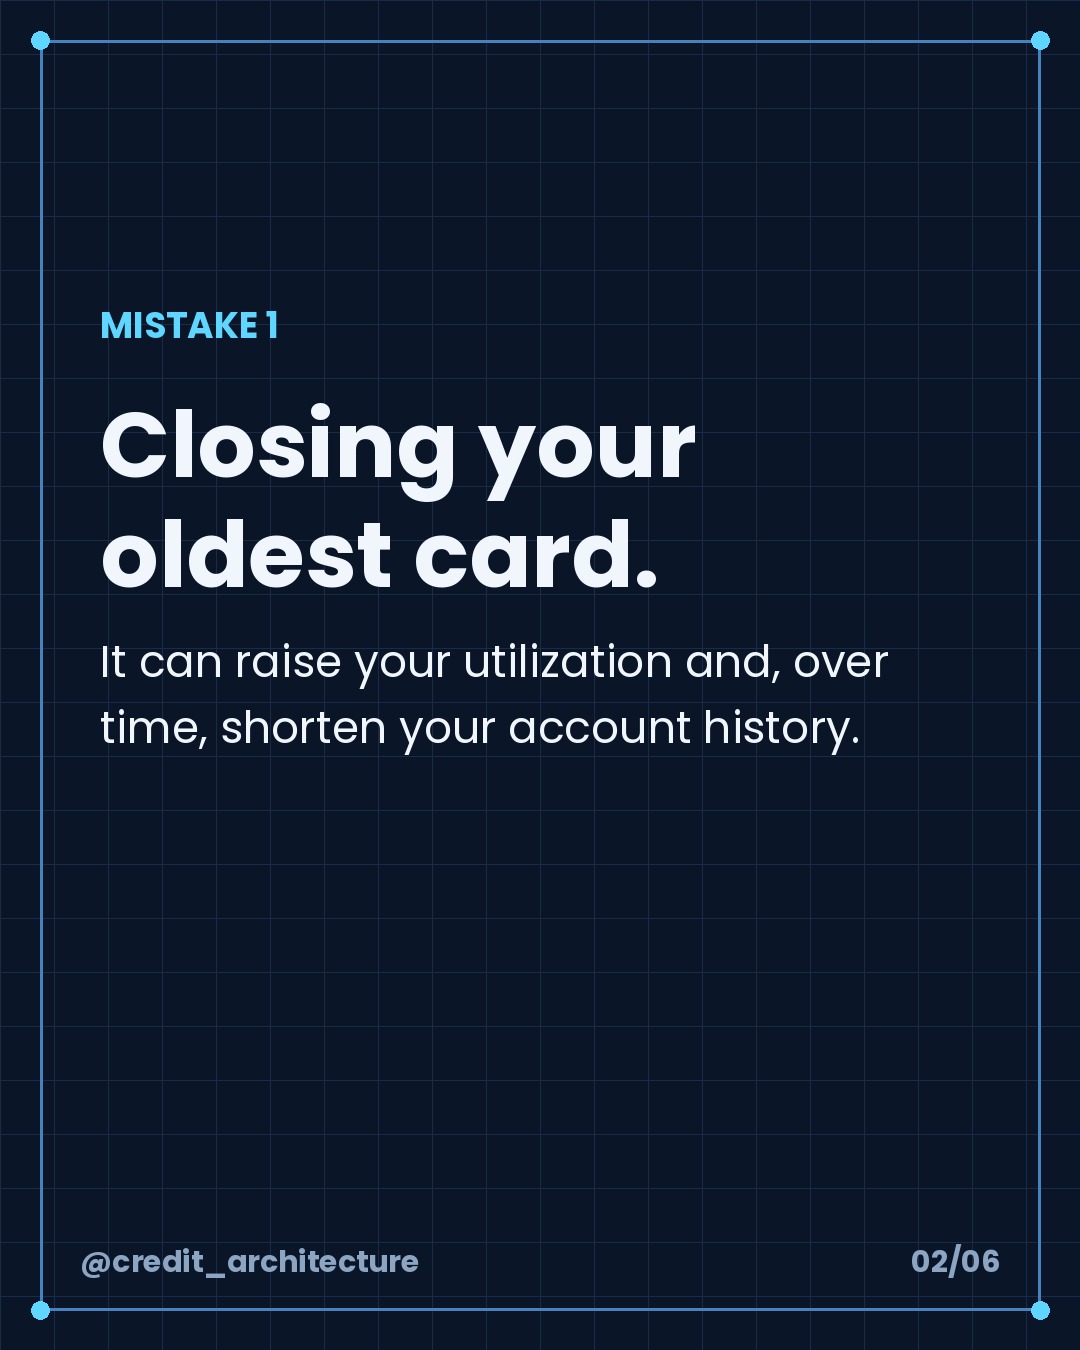 MISTAKE 1
Closing your
oldest card.
It can raise your utilization and, over
time, shorten your account history.
@credit_architecture
02/06